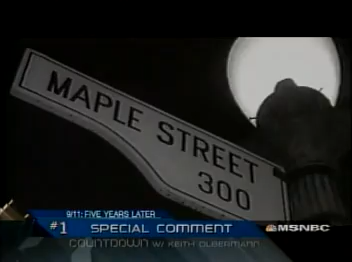 MAPLE STREET
300
9/11: FIVE YEARS LATER
#1 SPECIAL COMMENT
MSNBC
COUNTDOWN W/ KEITH OLBERMANN